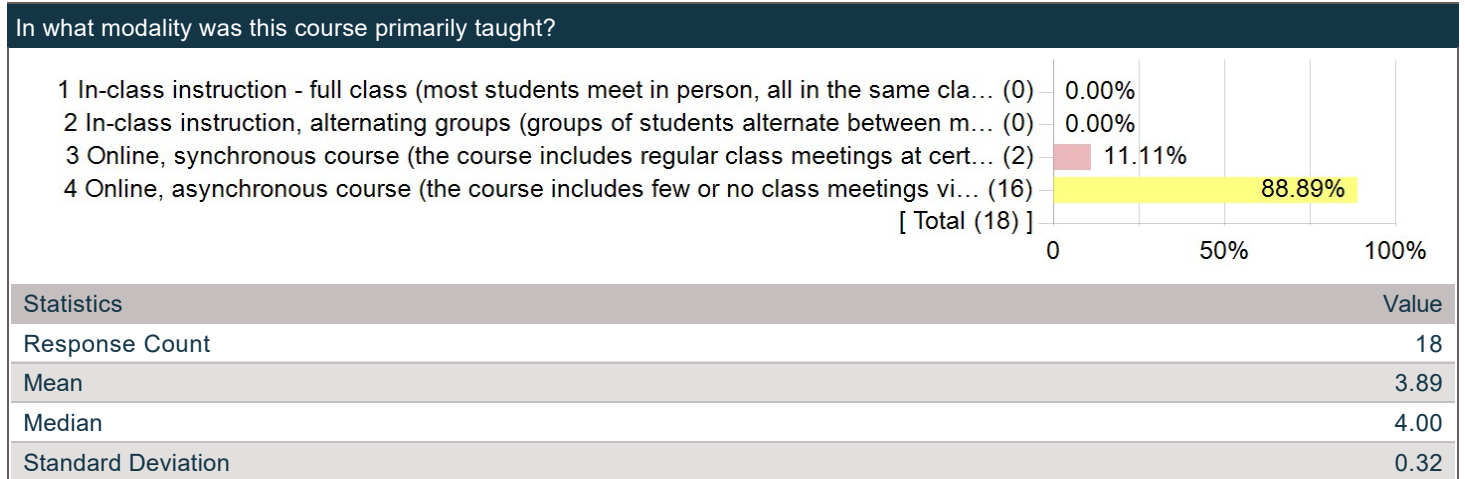 In what modality was this course primarily taught?
1 In-class instruction - full class (most students meet in person, all in the same cla... (0) 0.00%
2 In-class instruction, alternating groups (groups of students alternate between m... (0) 0.00%
3 Online, synchronous course (the course includes regular class meetings at cert... (2) 11.11%
4 Online, asynchronous course (the course includes few or no class meetings vi... (16) 88.89%
[ Total (18) ]
0 50% 100%
Statistics Value
Response Count 18
Mean 3.89
Median 4.00
Standard Deviation 0.32